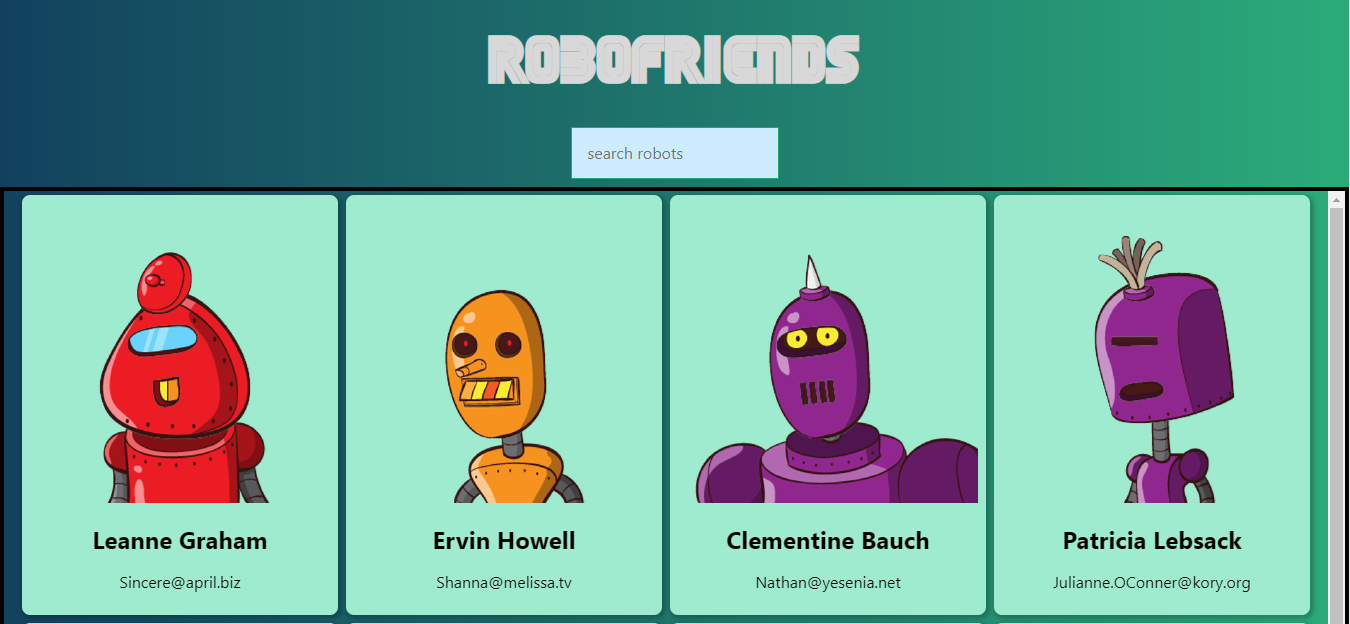 ROBOFRIENDS
search robots
Leanne Graham
Sincere@april.biz
Ervin Howell
Shanna@melissa.tv
Clementine Bauch
Nathan@yesenia.net
Patricia Lebsack
Julianne.OConner@kory.org